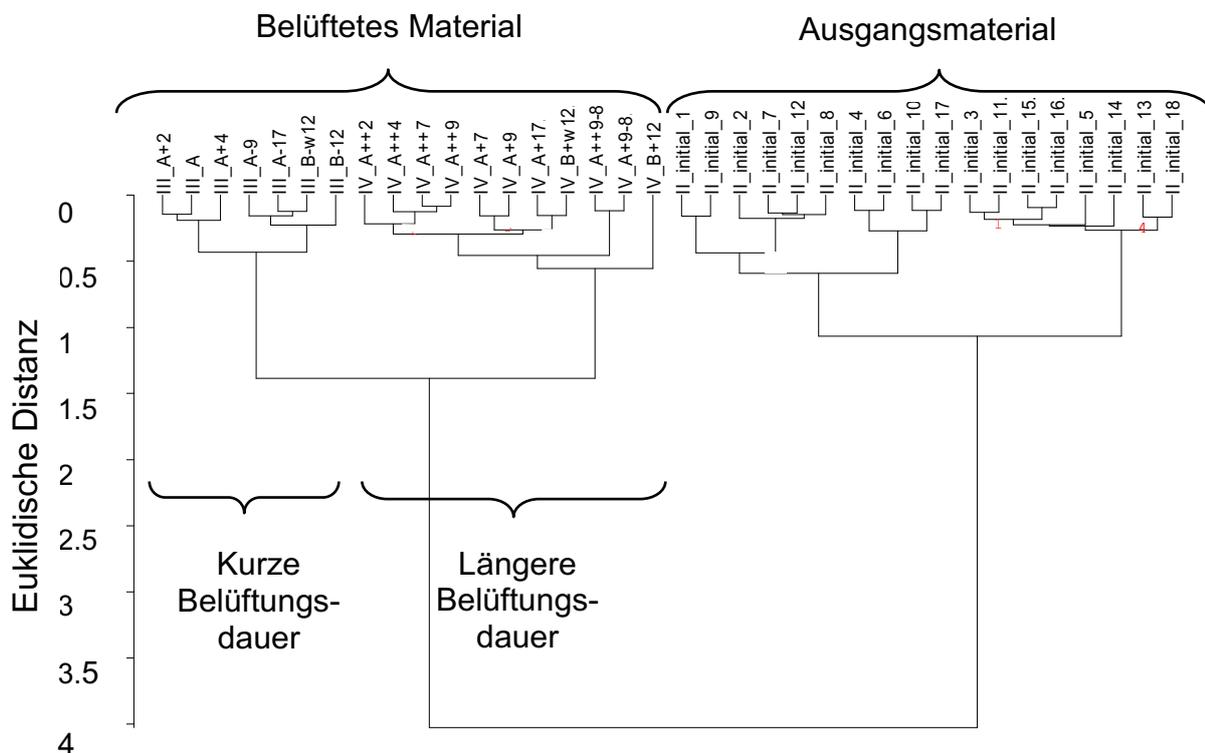 Belüftetes Material
Ausgangsmaterial
III_A+2
III_A
III_A+4
III_A-9
III_A-17
III_B-w12
III_B-12
IV_A++2
IV_A++4
IV_A++7
IV_A++9
IV_A+7
IV_A+9
IV_A+17.
IV_B+w12.
IV_A++9-8
IV_A+9-8.
IV_B+12
II_initial_1
II_initial_9
II_initial_2
II_initial_7
II_initial_12
II_initial_8
II_initial_4
II_initial_6
II_initial_10
II_initial_17
II_initial_3
II_initial_11.
II_initial_15.
II_initial_16.
II_initial_5
II_initial_14
II_initial_13
II_initial_18
0
0.5
1
1.5
2
2.5
3
3.5
4
Euklidische Distanz
1
4
Kurze
Belüftungs-
dauer
Längere
Belüftungs-
dauer